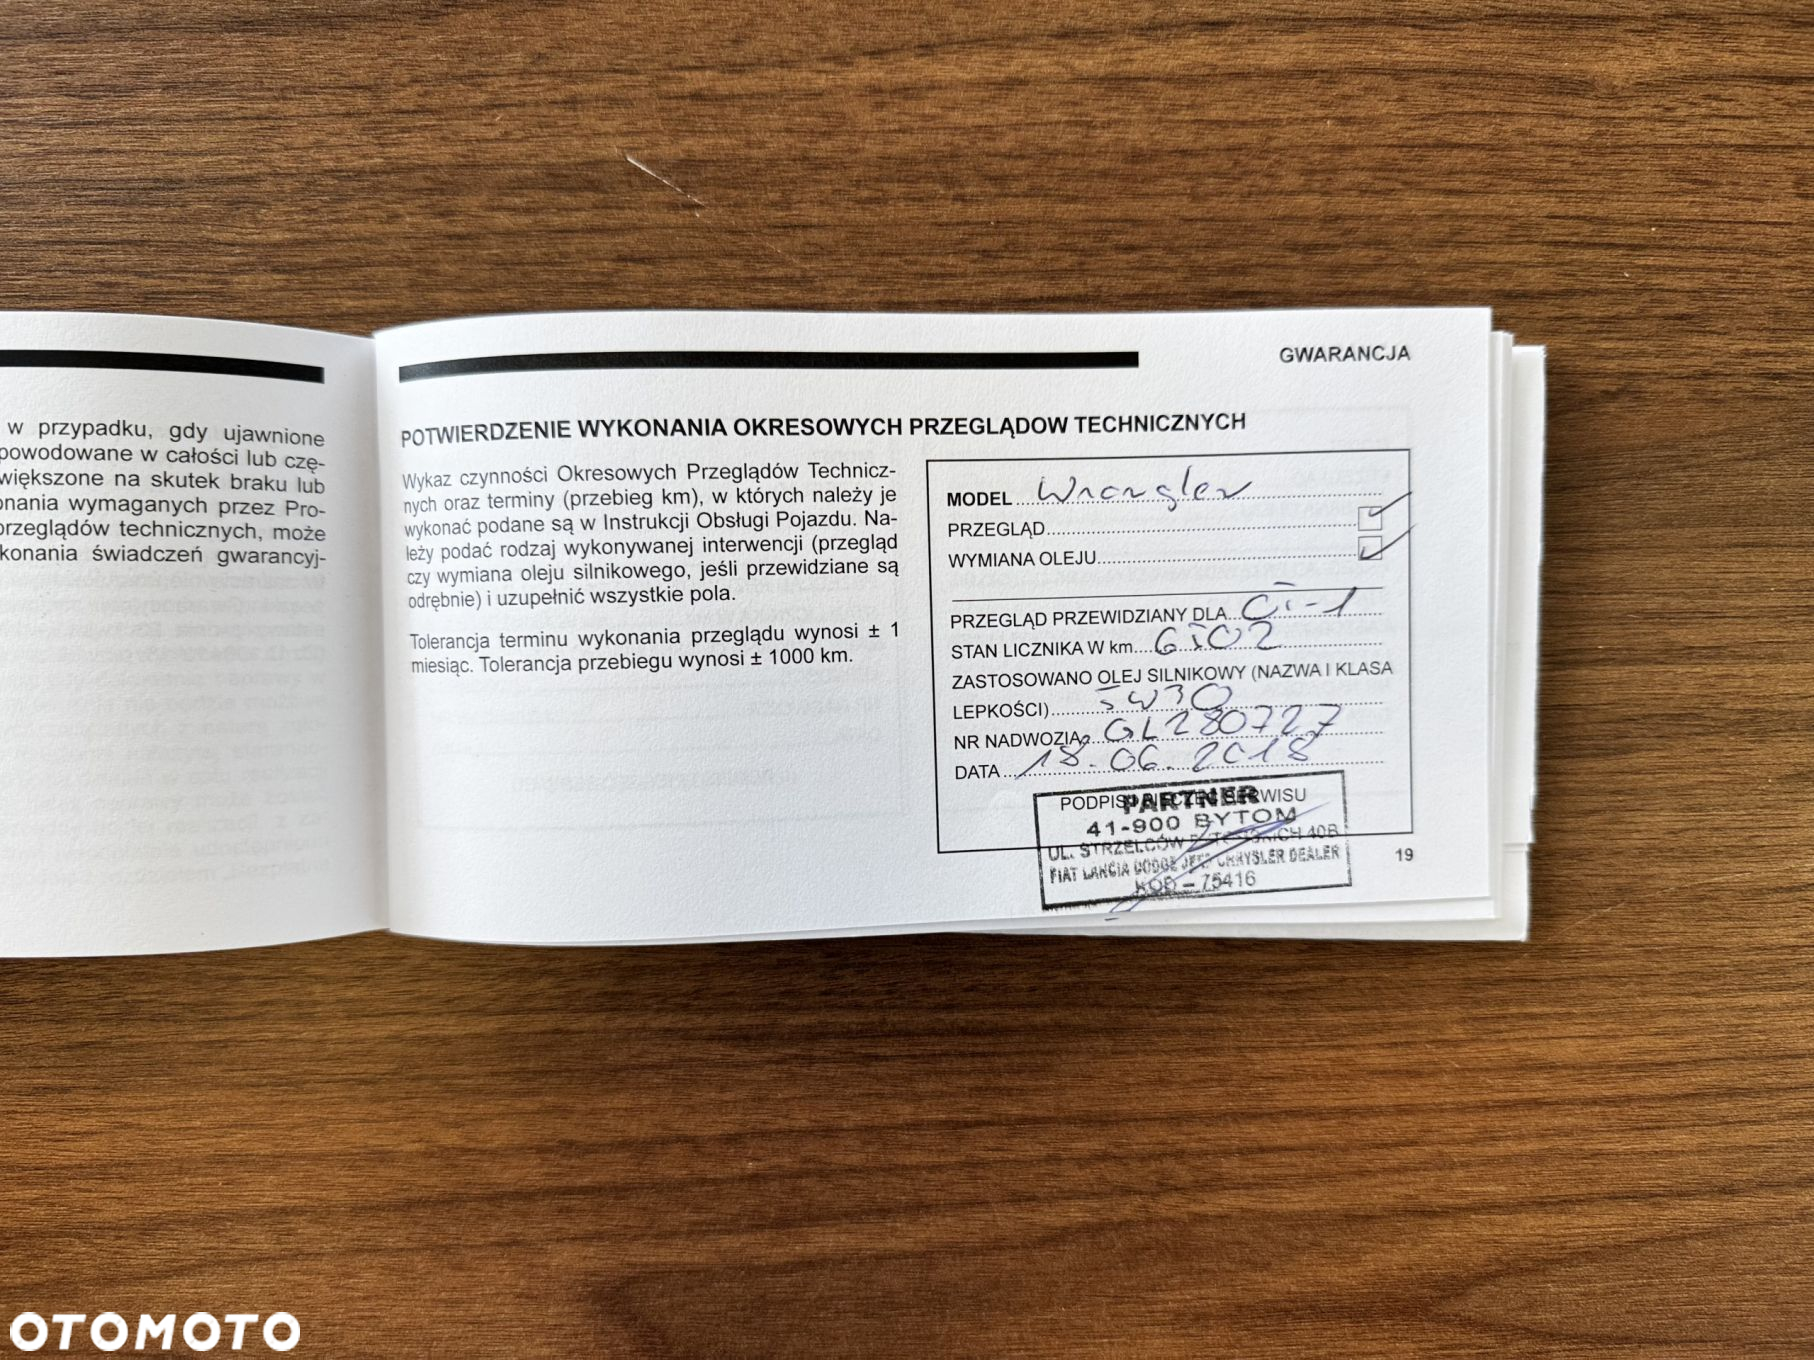 w przypadku, gdy ujawnione
powodowane w całości lub czę-
większone na skutek braku lub
onania wymaganych przez Pro-
przeglądów technicznych, może
konania świadczeń gwarancyj-
GWARANCJA
POTWIERDZENIE WYKONANIA OKRESOWYCH PRZEGLĄDOW TECHNICZNYCH
Wykaz czynności Okresowych Przeglądów Technicz-
nych oraz terminy (przebieg km), w których należy je
wykonać podane są w Instrukcji Obsługi Pojazdu. Na-
leży podać rodzaj wykonywanej interwencji (przegląd
czy wymiana oleju silnikowego, jeśli przewidziane są
odrębnie) i uzupełnić wszystkie pola.
Tolerancja terminu wykonania przeglądu wynosi ± 1
miesiąc. Tolerancja przebiegu wynosi ± 1000 km.
MODEL Wrangler
PRZEGLĄD
WYMIANA OLEJU
PRZEGLĄD PRZEWIDZIANY DLA
STAN LICZNIKA W km
ZASTOSOWANO OLEJ SILNIKOWY (NAZWA I KLASA
LEPKOŚCI) 5W30
NR NADWOZIA GL280727
DATA 18.06.2018
PODPIS I PIECZĘĆ SERWISU
PARTNER
41-900 BYTOM
UL. STRZELCÓW BYTOMSKICH 40B
FIAT LANCIA DODGE JEEP CHRYSLER DEALER
KOD - 75416
19
OTOMOTO